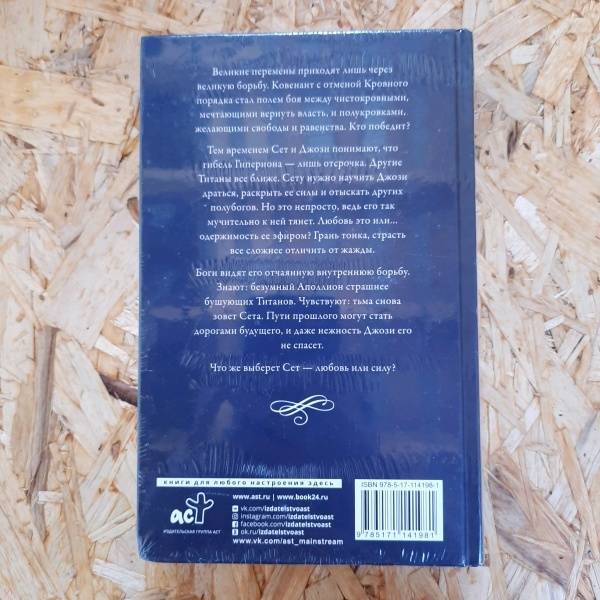 Великие перемены приходят лишь через
великую борьбу. Ковенант с отменой Кровного
порядка стал полем боя между чистокровными,
мечтающими вернуть власть, и полукровками,
желающими свободы и равенства. Кто победит?
Тем временем Сет и Джози понимают, что
гибель Гипериона — лишь отсрочка. Другие
Титаны все ближе. Сету нужно научить Джози
драться, раскрыть ее силы и отыскать других
полубогов. Но это непросто, ведь его так
мучительно к ней тянет. Любовь это или...
одержимость ее эфиром? Грань тонка, страсть
все сложнее отличить от жажды.
Боги видят его отчаянную внутреннюю борьбу.
Знают: безумный Аполлион страшнее
бушующих Титанов. Чувствуют: тьма снова
зовет Сета. Пути прошлого могут стать
дорогами будущего, и даже нежность Джози его
не спасет.
Что же выберет Сет — любовь или силу?
книги для любого настроения здесь
аст
ИЗДАТЕЛЬСКАЯ ГРУППА АСТ
www.ast.ru | www.book24.ru
vk.com/izdatelstvoast
instagram.com/izdatelstvoast
facebook.com/izdatelstvoast
ok.ru/izdatelstvoast
www.vk.com/ast_mainstream
ISBN 978-5-17-114198-1
9 785171 141981